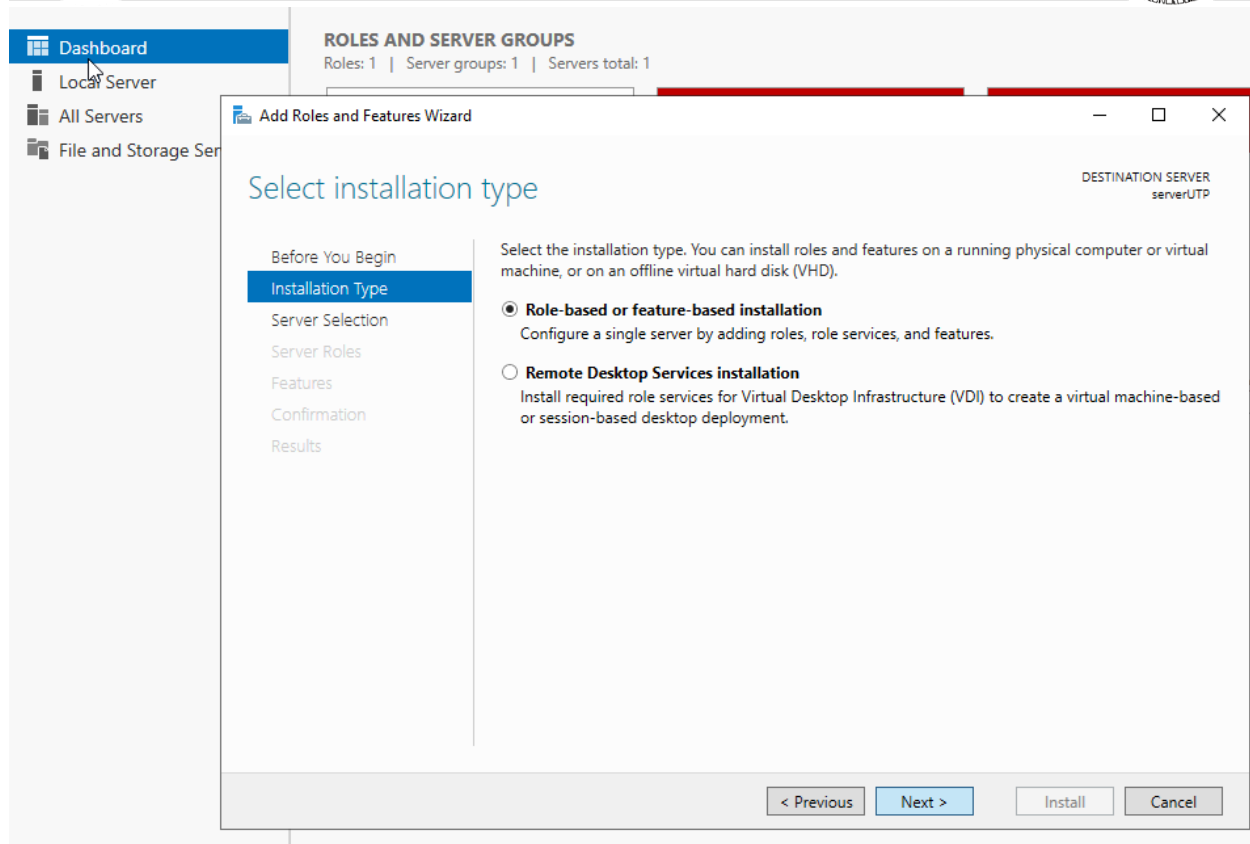 Dashboard
Local Server
All Servers
File and Storage Ser
ROLES AND SERVER GROUPS
Roles: 1 | Server groups: 1 | Servers total: 1
Add Roles and Features Wizard
Select installation type
DESTINATION SERVER
serverUTP
Before You Begin
Installation Type
Server Selection
Server Roles
Features
Confirmation
Results
Select the installation type. You can install roles and features on a running physical computer or virtual
machine, or on an offline virtual hard disk (VHD).
Role-based or feature-based installation
Configure a single server by adding roles, role services, and features.
Remote Desktop Services installation
Install required role services for Virtual Desktop Infrastructure (VDI) to create a virtual machine-based
or session-based desktop deployment.
< Previous
Next >
Install
Cancel